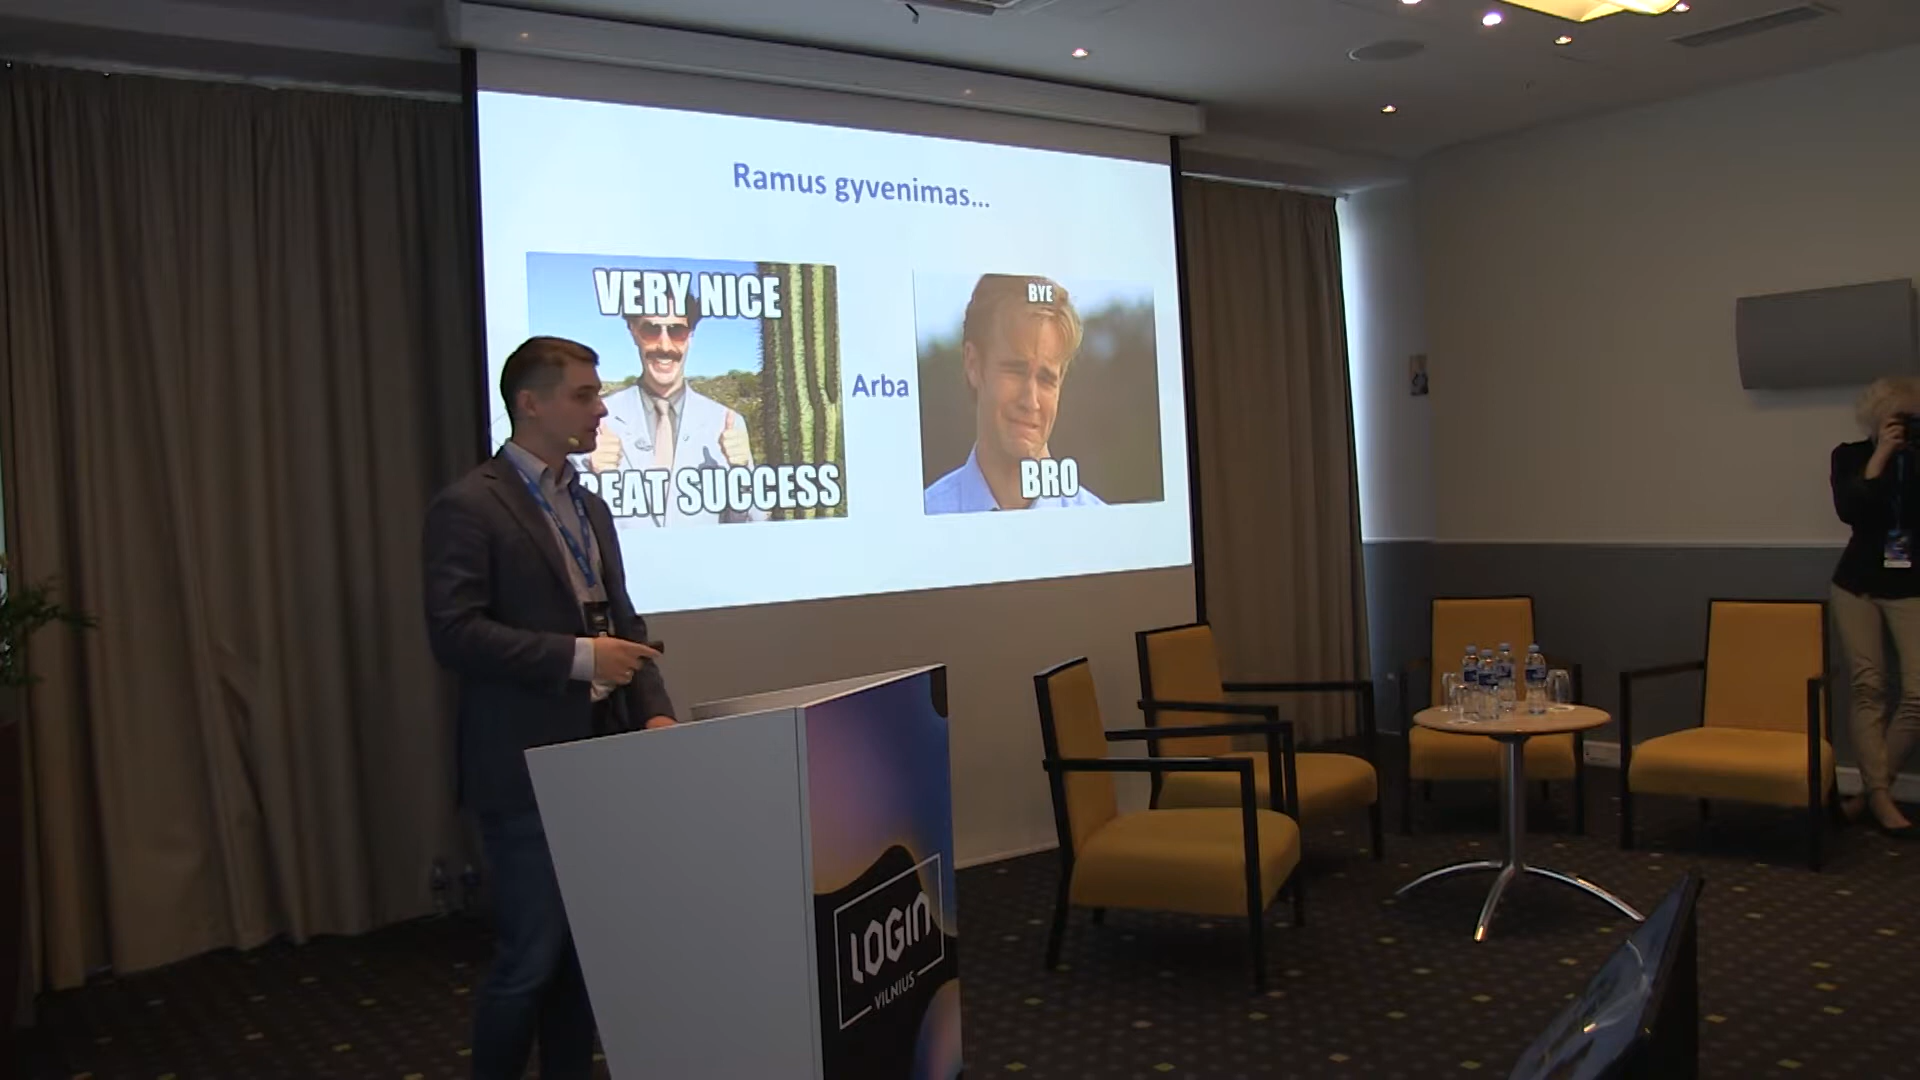 Ramus gyvenimas...
VERY NICE
REAT SUCCESS
Arba
BYE
BRO
LOGIN
VILNIUS